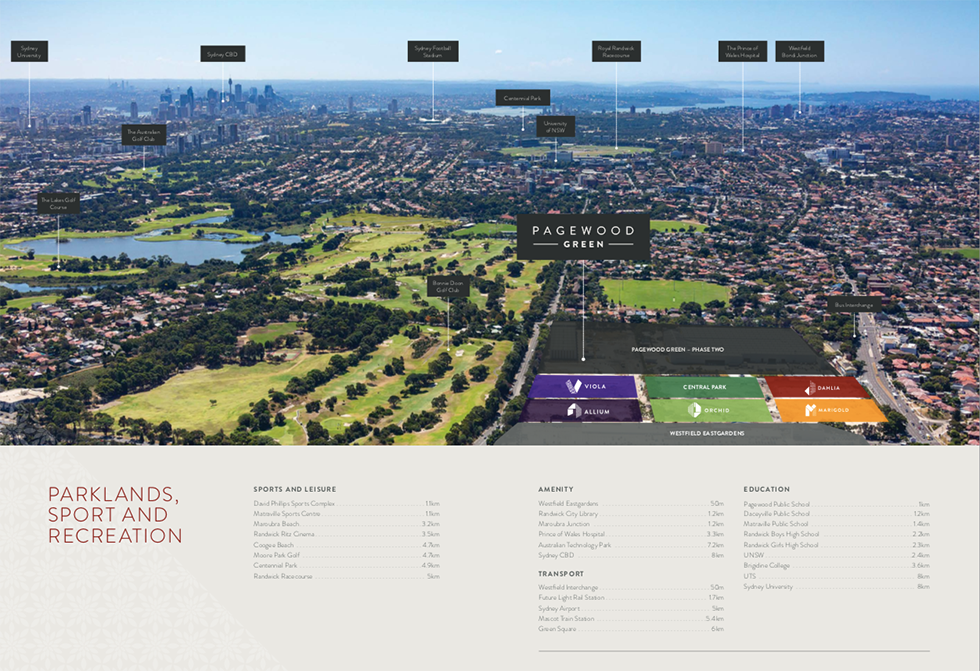 Sydney
University
Sydney CBD
Sydney Football
Stadium
Royal Randwick
Racecourse
The Prince of
Wales Hospital
Westfield
Bondi Junction
Centennial Park
University
of NSW
The Australian
Golf Club
The Lakes Golf
Course
PAGEWOOD
GREEN
Bonnie Doon
Golf Club
Bus Interchange
PAGEWOOD GREEN - PHASE TWO
VIOLA
CENTRAL PARK
DAHLIA
ALLIUM
ORCHID
MARIGOLD
WESTFIELD EASTGARDENS
PARKLANDS,
SPORT AND
RECREATION
SPORTS AND LEISURE
David Phillips Sports Complex 1.1km
Matraville Sports Centre 1.1km
Maroubra Beach 3.2km
Randwick Ritz Cinema 3.5km
Coogee Beach 4.7km
Moore Park Golf 4.7km
Centennial Park 4.9km
Randwick Racecourse 5km
AMENITY
Westfield Eastgardens 50m
Randwick City Library 1.2km
Maroubra Junction 1.2km
Prince of Wales Hospital 3.3km
Australian Technology Park 7.2km
Sydney CBD 8km
TRANSPORT
Westfield Interchange 50m
Future Light Rail Station 1.7km
Sydney Airport 5km
Mascot Train Station 5.4km
Green Square 6km
EDUCATION
Pagewood Public School 1km
Daceyville Public School 1.2km
Matraville Public School 1.4km
Randwick Boys High School 2.2km
Randwick Girls High School 2.3km
UNSW 2.4km
Brigidine College 3.6km
UTS 8km
Sydney University 8km